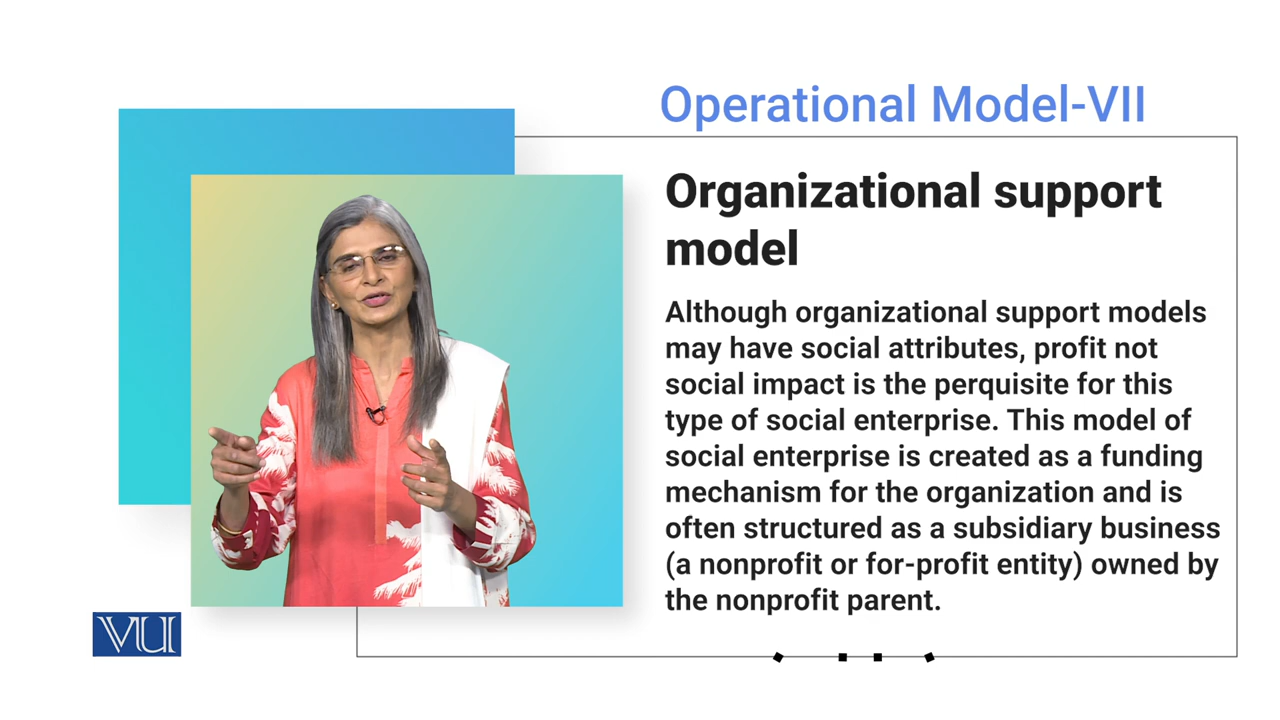 Operational Model-VII
Organizational support
model
Although organizational support models
may have social attributes, profit not
social impact is the perquisite for this
type of social enterprise. This model of
social enterprise is created as a funding
mechanism for the organization and is
often structured as a subsidiary business
(a nonprofit or for-profit entity) owned by
the nonprofit parent.
VU